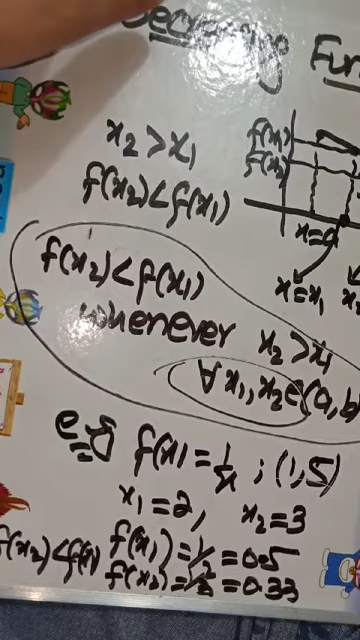 Decreasing Fun
x₂ > x₁
f(x₂) < f(x₁)
f(x₁)
f(x₂)
x=a
x=x₁
x₂
f(x₂) < f(x₁)
whenever x₂ > x₁
∀ x₁, x₂ ∈ (a, b)
e.g. f(x) = 1/x ; (1, 5)
x₁ = 2, x₂ = 3
f(x₁) = 1/2 = 0.5
f(x₂) < f(x₁) f(x₂) = 1/3 = 0.33